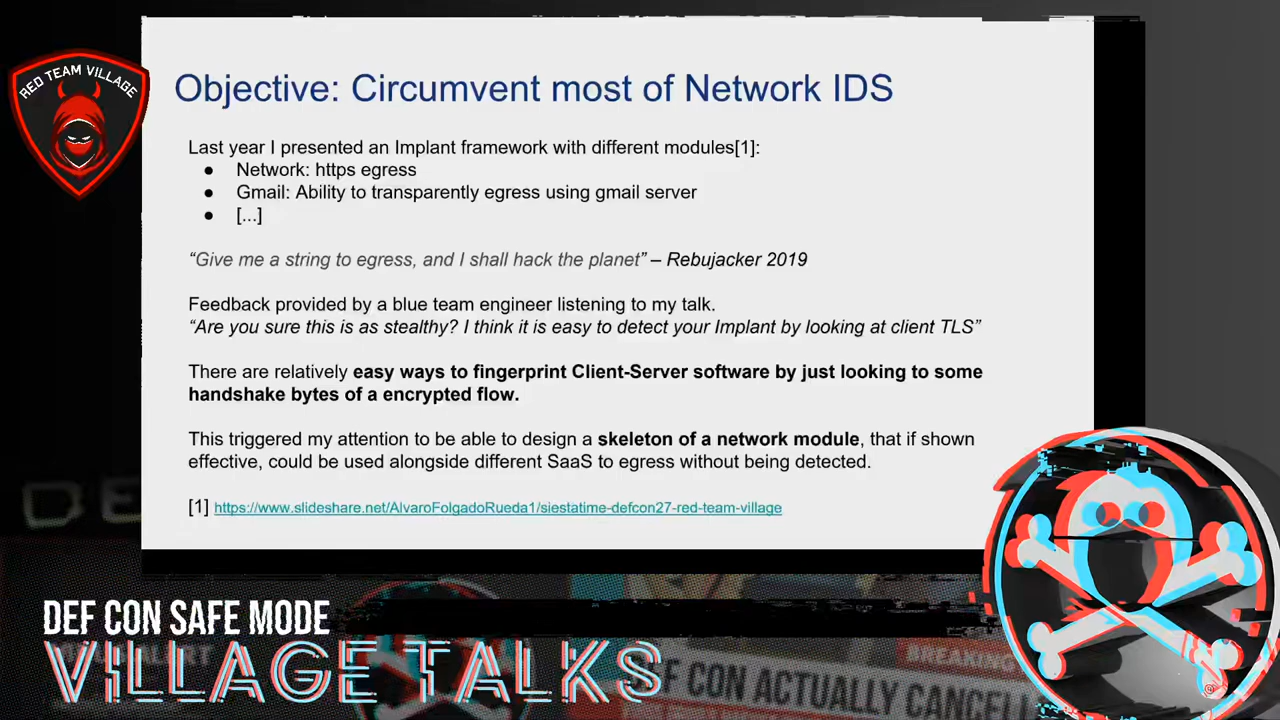 RED TEAM VILLAGE
Objective: Circumvent most of Network IDS
Last year I presented an Implant framework with different modules[1]:
● Network: https egress
● Gmail: Ability to transparently egress using gmail server
● [...]
“Give me a string to egress, and I shall hack the planet” – Rebujacker 2019
Feedback provided by a blue team engineer listening to my talk.
“Are you sure this is as stealthy? I think it is easy to detect your Implant by looking at client TLS”
There are relatively easy ways to fingerprint Client-Server software by just looking to some
handshake bytes of a encrypted flow.
This triggered my attention to be able to design a skeleton of a network module, that if shown
effective, could be used alongside different SaaS to egress without being detected.
[1] https://www.slideshare.net/AlvaroFolgadoRueda1/siestatime-defcon27-red-team-village
DEF CON SAFE MODE
VILLAGE TALKS
BREAKING
DEF CON ACTUALLY CANCELL